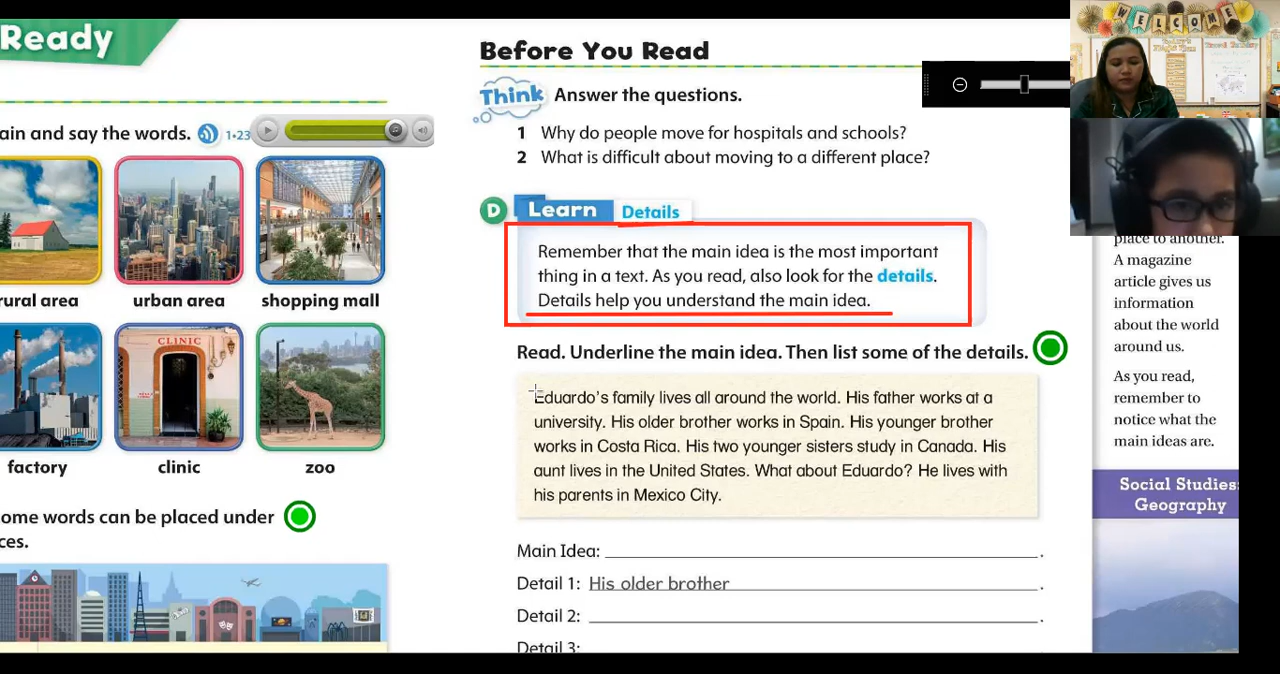 Ready
ain and say the words.
1•23
rural area
urban area
shopping mall
factory
CLINIC
clinic
zoo
ome words can be placed under
ces.
Before You Read
Think Answer the questions.
1 Why do people move for hospitals and schools?
2 What is difficult about moving to a different place?
D Learn Details
Remember that the main idea is the most important
thing in a text. As you read, also look for the details.
Details help you understand the main idea.
Read. Underline the main idea. Then list some of the details.
Eduardo's family lives all around the world. His father works at a
university. His older brother works in Spain. His younger brother
works in Costa Rica. His two younger sisters study in Canada. His
aunt lives in the United States. What about Eduardo? He lives with
his parents in Mexico City.
Main Idea: .
Detail 1: His older brother .
Detail 2: .
Detail 3:
WELCOME
place to another.
A magazine
article gives us
information
about the world
around us.
As you read,
remember to
notice what the
main ideas are.
Social Studies:
Geography